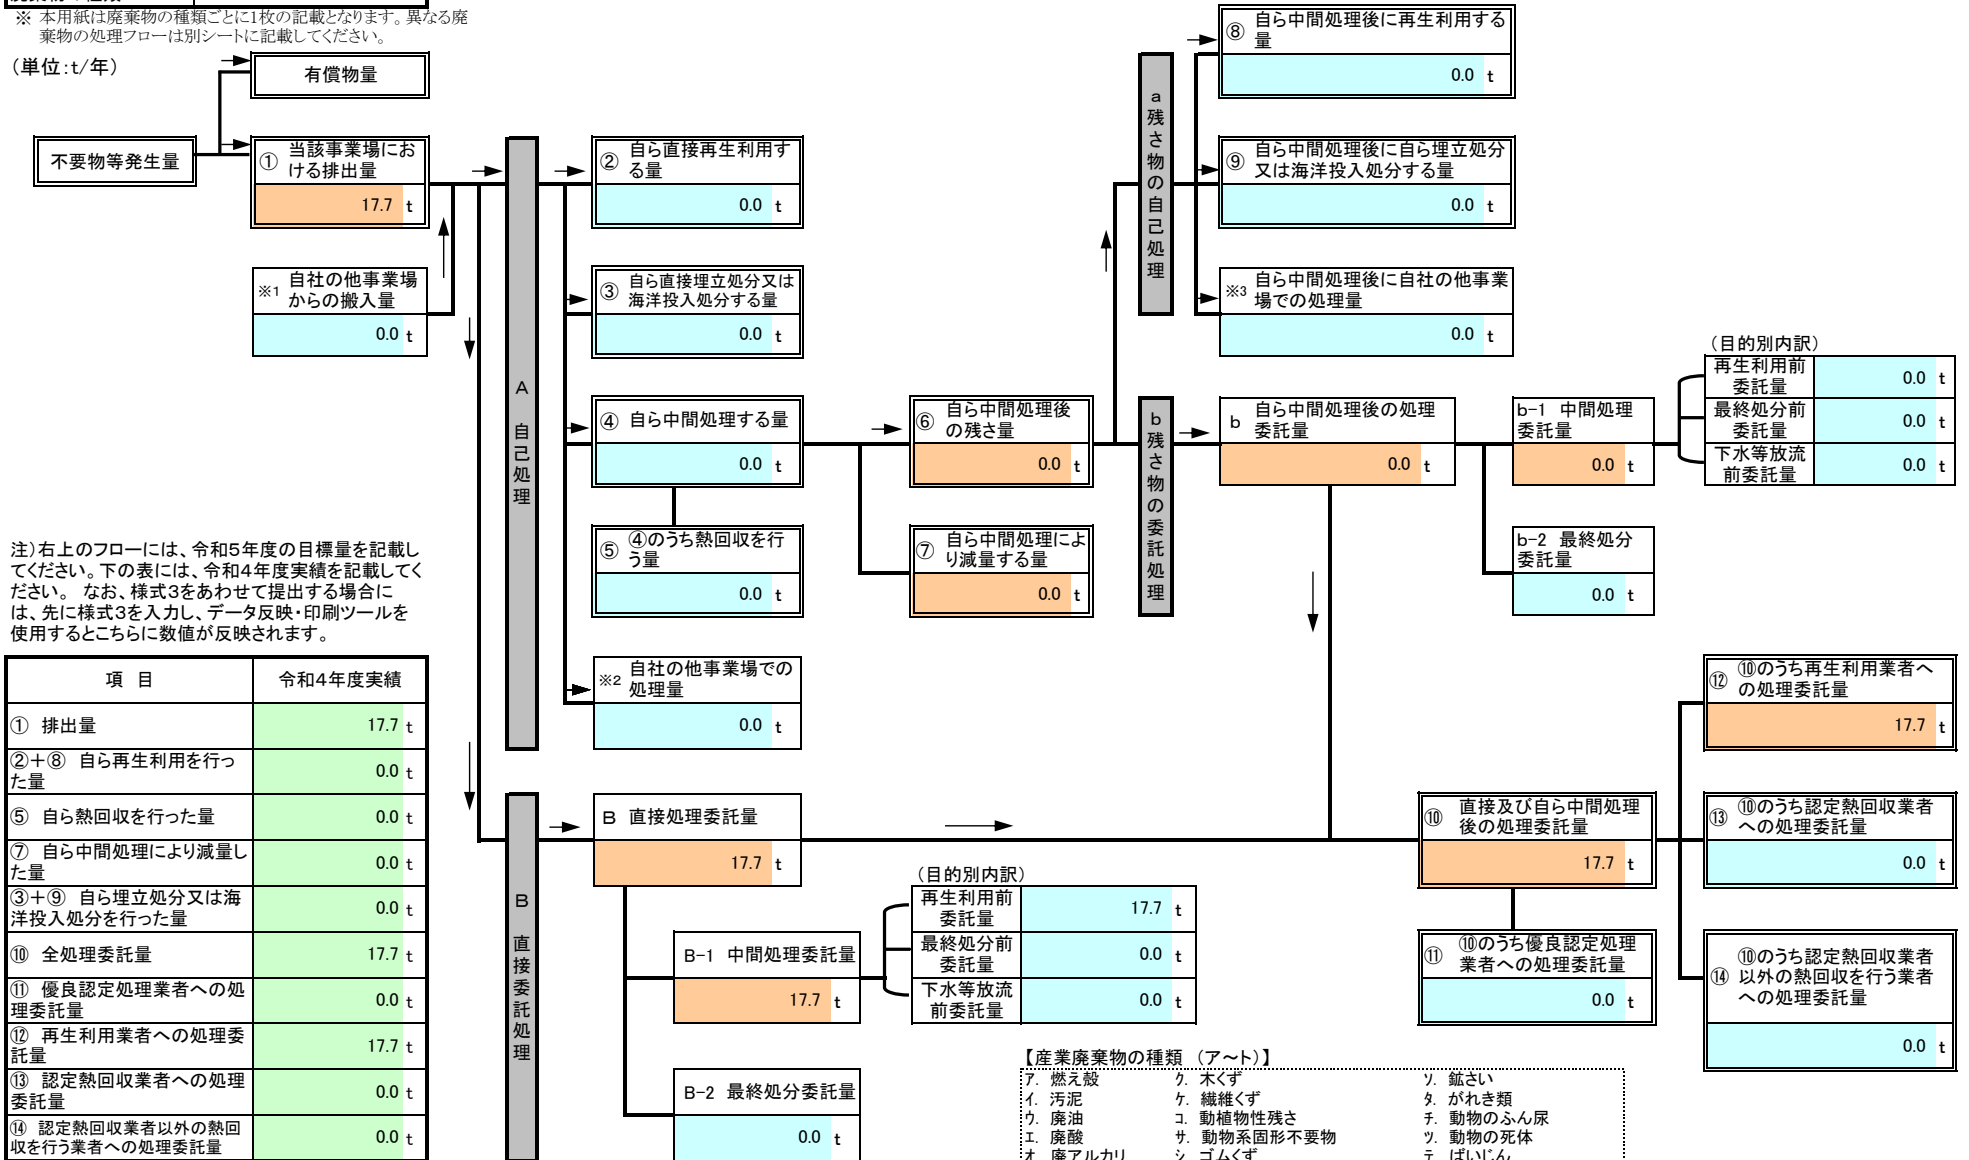 ※ 本用紙は廃棄物の種類ごとに1枚の記載となります。異なる廃
棄物の処理フローは別シートに記載してください。
（単位：t/年）
有償物量
不要物等発生量
① 当該事業場にお
ける排出量
17.7 t
※1 自社の他事業場
からの搬入量
0.0 t
A 自己処理
② 自ら直接再生利用す
る量
0.0 t
③ 自ら直接埋立処分又は
海洋投入処分する量
0.0 t
④ 自ら中間処理する量
0.0 t
⑤ ④のうち熱回収を行
う量
0.0 t
※2 自社の他事業場での
処理量
0.0 t
⑥ 自ら中間処理後
の残さ量
0.0 t
⑦ 自ら中間処理によ
り減量する量
0.0 t
a 残さ物の自己処理
⑧ 自ら中間処理後に再生利用する
量
0.0 t
⑨ 自ら中間処理後に自ら埋立処分
又は海洋投入処分する量
0.0 t
※3 自ら中間処理後に自社の他事業
場での処理量
0.0 t
b 残さ物の委託処理
b 自ら中間処理後の処理
委託量
0.0 t
b-1 中間処理
委託量
0.0 t
（目的別内訳）
再生利用前
委託量
0.0 t
最終処分前
委託量
0.0 t
下水等放流
前委託量
0.0 t
b-2 最終処分
委託量
0.0 t
注）右上のフローには、令和5年度の目標量を記載し
てください。下の表には、令和4年度実績を記載してく
ださい。 なお、様式3をあわせて提出する場合に
は、先に様式3を入力し、データ反映・印刷ツールを
使用するとこちらに数値が反映されます。
項 目 令和4年度実績
① 排出量 17.7 t
②＋⑧ 自ら再生利用を行っ
た量 0.0 t
⑤ 自ら熱回収を行った量 0.0 t
⑦ 自ら中間処理により減量し
た量 0.0 t
③＋⑨ 自ら埋立処分又は海
洋投入処分を行った量 0.0 t
⑩ 全処理委託量 17.7 t
⑪ 優良認定処理業者への処
理委託量 0.0 t
⑫ 再生利用業者への処理委
託量 17.7 t
⑬ 認定熱回収業者への処理
委託量 0.0 t
⑭ 認定熱回収業者以外の熱回
収を行う業者への処理委託量 0.0 t
B 直接委託処理
B 直接処理委託量
17.7 t
B-1 中間処理委託量
17.7 t
（目的別内訳）
再生利用前
委託量
17.7 t
最終処分前
委託量
0.0 t
下水等放流
前委託量
0.0 t
B-2 最終処分委託量
0.0 t
⑩ 直接及び自ら中間処理
後の処理委託量
17.7 t
⑪ ⑩のうち優良認定処理
業者への処理委託量
0.0 t
⑫ ⑩のうち再生利用業者へ
の処理委託量
17.7 t
⑬ ⑩のうち認定熱回収業者
への処理委託量
0.0 t
⑭ ⑩のうち認定熱回収業者
以外の熱回収を行う業者
への処理委託量
0.0 t
【産業廃棄物の種類 （ア～ト）】
ア. 燃え殻 ク. 木くず ソ. 鉱さい
イ. 汚泥 ケ. 繊維くず タ. がれき類
ウ. 廃油 コ. 動植物性残さ チ. 動物のふん尿
エ. 廃酸 サ. 動物系固形不要物 ツ. 動物の死体
オ. 廃アルカリ シ. ゴムくず テ. ばいじん